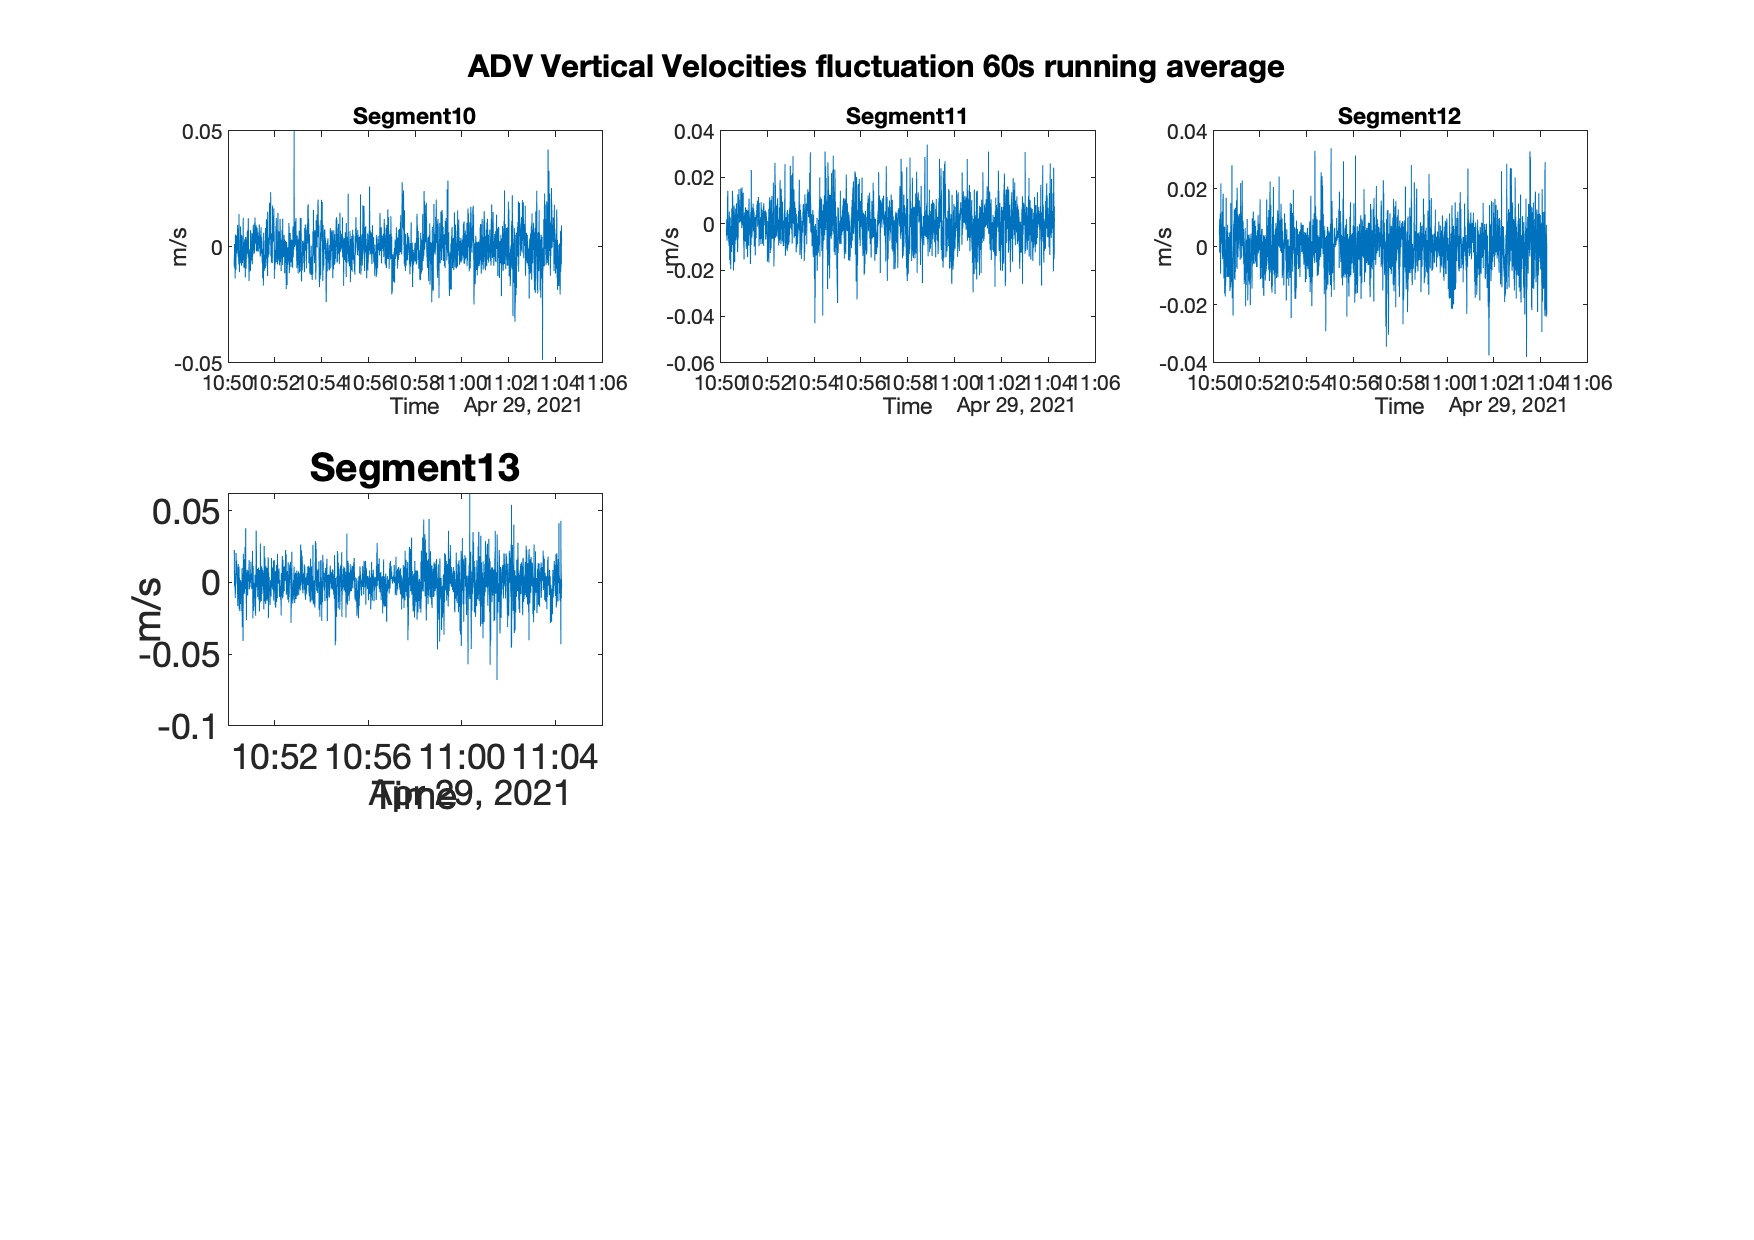 ADV Vertical Velocities fluctuation 60s running average
Segment10
0.05
0
-0.05
m/s
10:50 10:52 10:54 10:56 10:58 11:00 11:02 11:04 11:06
Time
Apr 29, 2021
Segment11
0.04
0.02
0
-0.02
-0.04
-0.06
m/s
10:50 10:52 10:54 10:56 10:58 11:00 11:02 11:04 11:06
Time
Apr 29, 2021
Segment12
0.04
0.02
0
-0.02
-0.04
m/s
10:50 10:52 10:54 10:56 10:58 11:00 11:02 11:04 11:06
Time
Apr 29, 2021
Segment13
0.05
0
-0.05
-0.1
m/s
10:52 10:56 11:00 11:04
Time
Apr 29, 2021